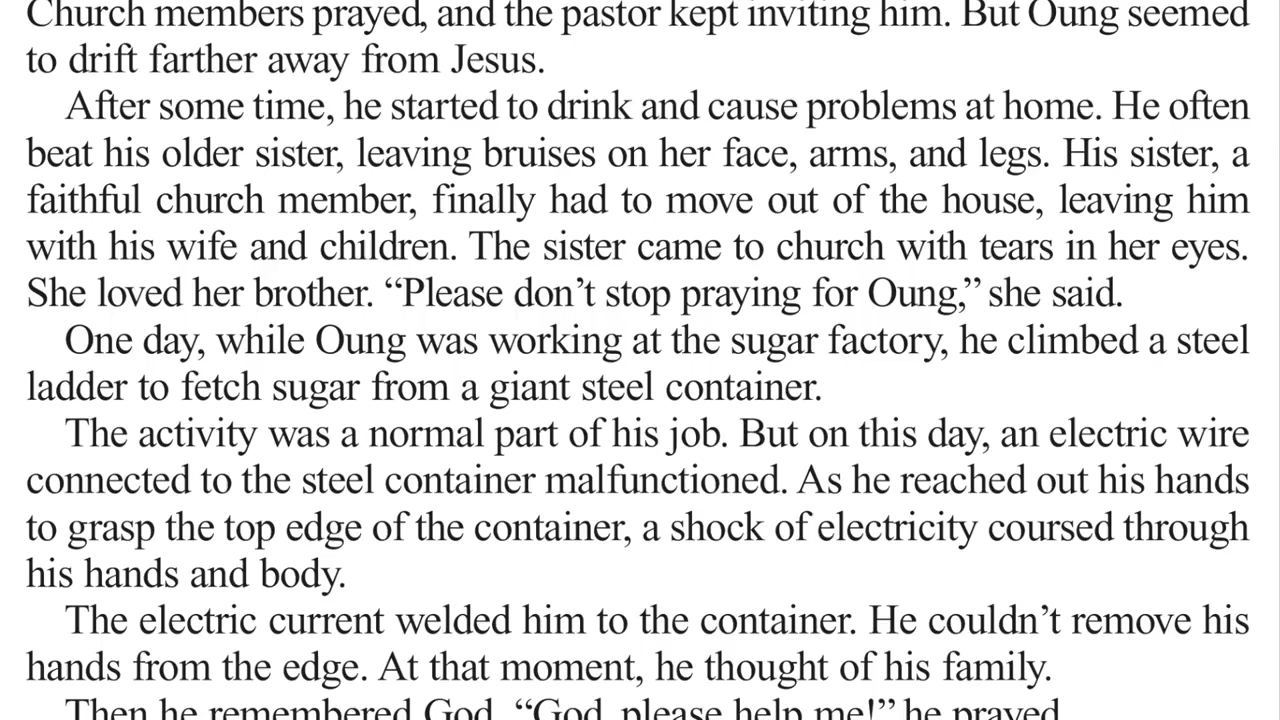 Church members prayed, and the pastor kept inviting him. But Oung seemed
to drift farther away from Jesus.
After some time, he started to drink and cause problems at home. He often
beat his older sister, leaving bruises on her face, arms, and legs. His sister, a
faithful church member, finally had to move out of the house, leaving him
with his wife and children. The sister came to church with tears in her eyes.
She loved her brother. “Please don’t stop praying for Oung,” she said.
One day, while Oung was working at the sugar factory, he climbed a steel
ladder to fetch sugar from a giant steel container.
The activity was a normal part of his job. But on this day, an electric wire
connected to the steel container malfunctioned. As he reached out his hands
to grasp the top edge of the container, a shock of electricity coursed through
his hands and body.
The electric current welded him to the container. He couldn’t remove his
hands from the edge. At that moment, he thought of his family.
Then he remembered God. “God, please help me!” he prayed.